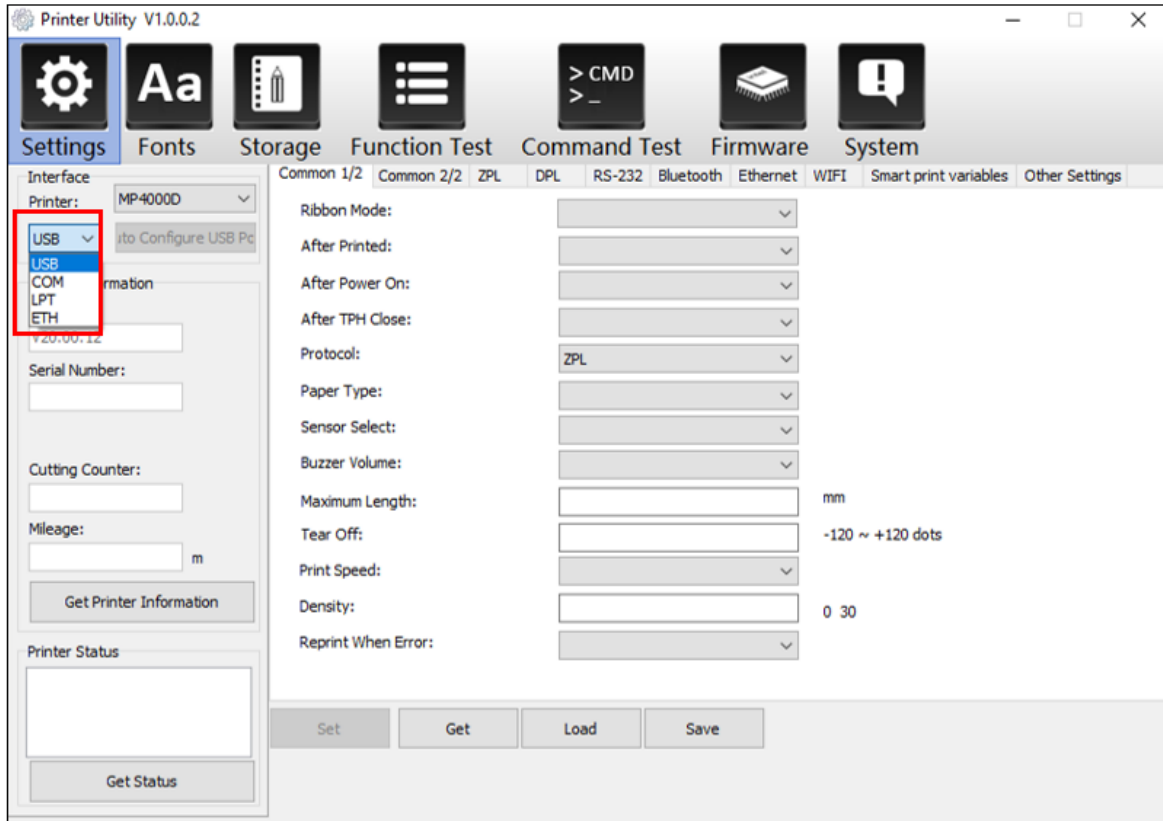 Printer Utility V1.0.0.2
Aa
> CMD
>_
Settings Fonts Storage Function Test Command Test Firmware System
Interface
Printer: MP4000D
USB
USB
COM
LPT
ETH
V20.00.12
Serial Number:
Cutting Counter:
Mileage:
m
Get Printer Information
Printer Status
Get Status
Common 1/2 Common 2/2 ZPL DPL RS-232 Bluetooth Ethernet WIFI Smart print variables Other Settings
Ribbon Mode:
After Printed:
After Power On:
After TPH Close:
Protocol: ZPL
Paper Type:
Sensor Select:
Buzzer Volume:
Maximum Length: mm
Tear Off: -120 ~ +120 dots
Print Speed:
Density: 0 30
Reprint When Error:
Set Get Load Save